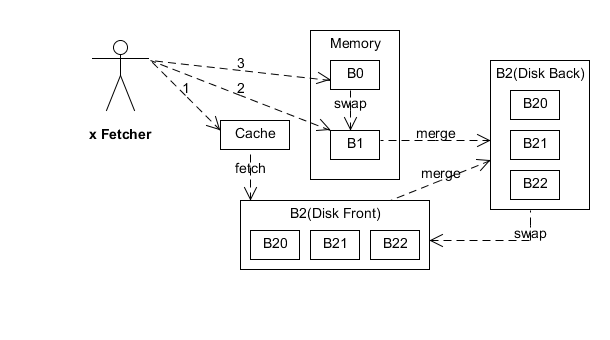 Memory
3
B0
B2(Disk Back)
1
2
swap
B20
x Fetcher
Cache
B1
merge
B21
fetch
merge
B22
B2(Disk Front)
swap
B20
B21
B22